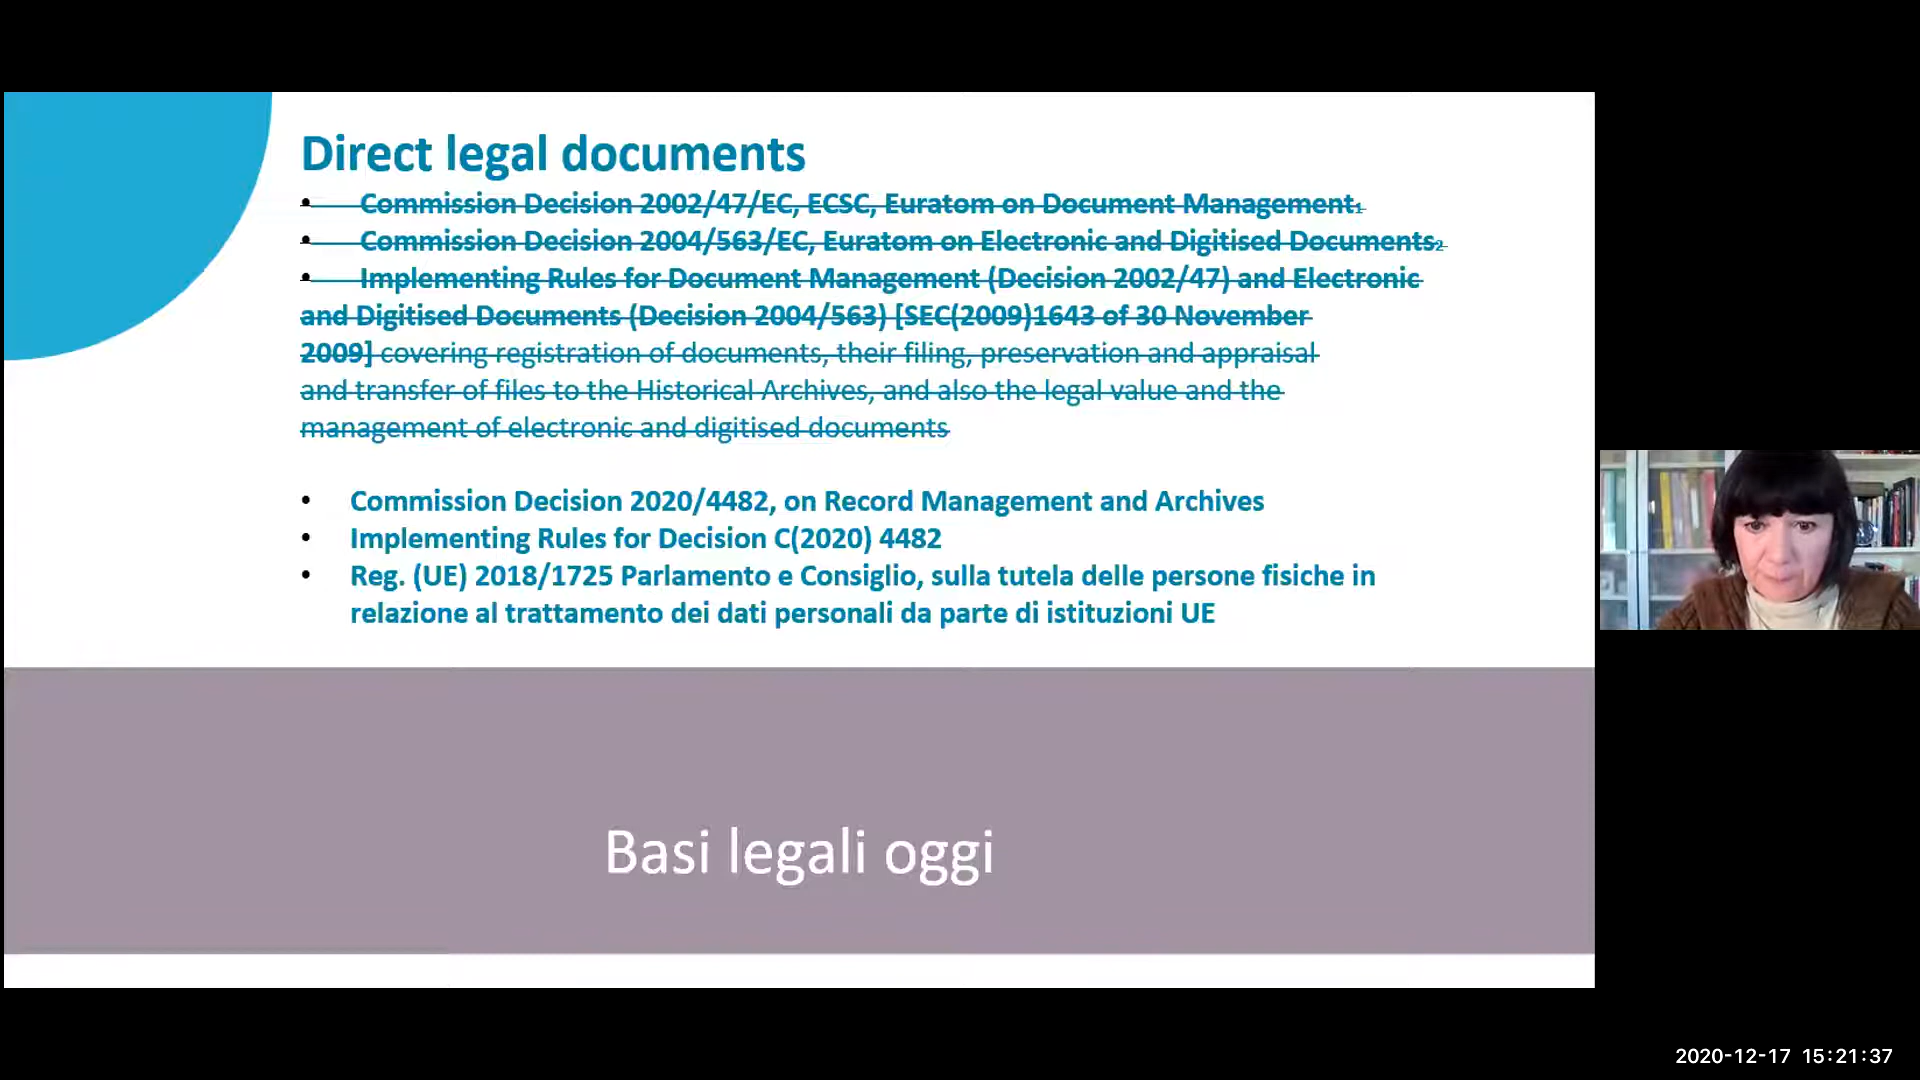 Direct legal documents
• Commission Decision 2002/47/EC, ECSC, Euratom on Document Management1
• Commission Decision 2004/563/EC, Euratom on Electronic and Digitised Documents2
• Implementing Rules for Document Management (Decision 2002/47) and Electronic
and Digitised Documents (Decision 2004/563) [SEC(2009)1643 of 30 November
2009] covering registration of documents, their filing, preservation and appraisal
and transfer of files to the Historical Archives, and also the legal value and the
management of electronic and digitised documents
• Commission Decision 2020/4482, on Record Management and Archives
• Implementing Rules for Decision C(2020) 4482
• Reg. (UE) 2018/1725 Parlamento e Consiglio, sulla tutela delle persone fisiche in
relazione al trattamento dei dati personali da parte di istituzioni UE
Basi legali oggi
2020-12-17 15:21:37